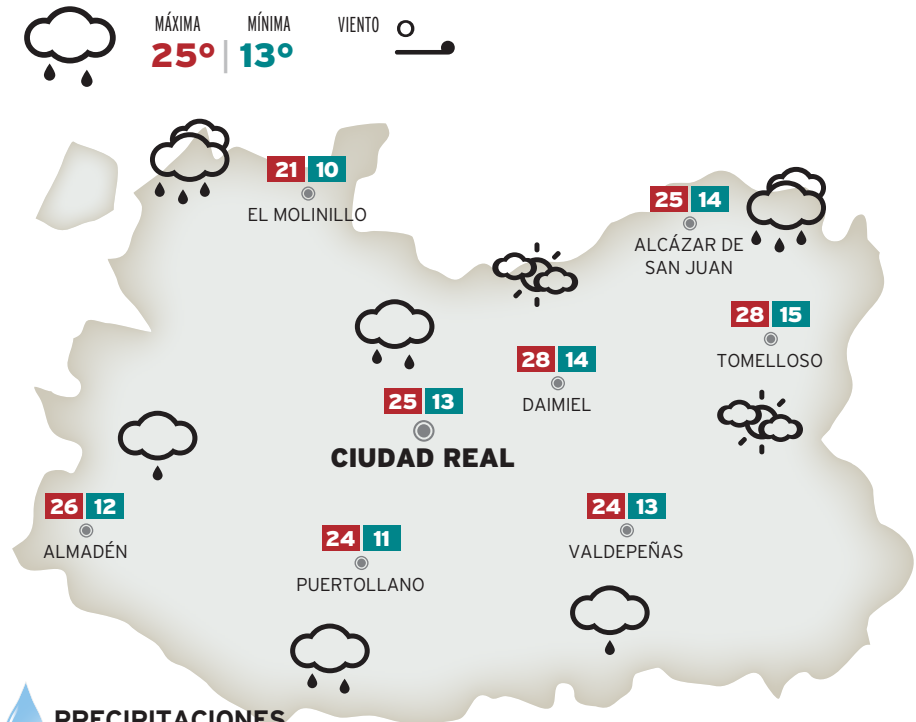 MÁXIMA MÍNIMA VIENTO
25° 13°
21 10
EL MOLINILLO
25 14
ALCÁZAR DE
SAN JUAN
28 15
TOMELLOSO
28 14
DAIMIEL
25 13
CIUDAD REAL
26 12
ALMADÉN
24 11
PUERTOLLANO
24 13
VALDEPEÑAS
PRECIPITACIONES